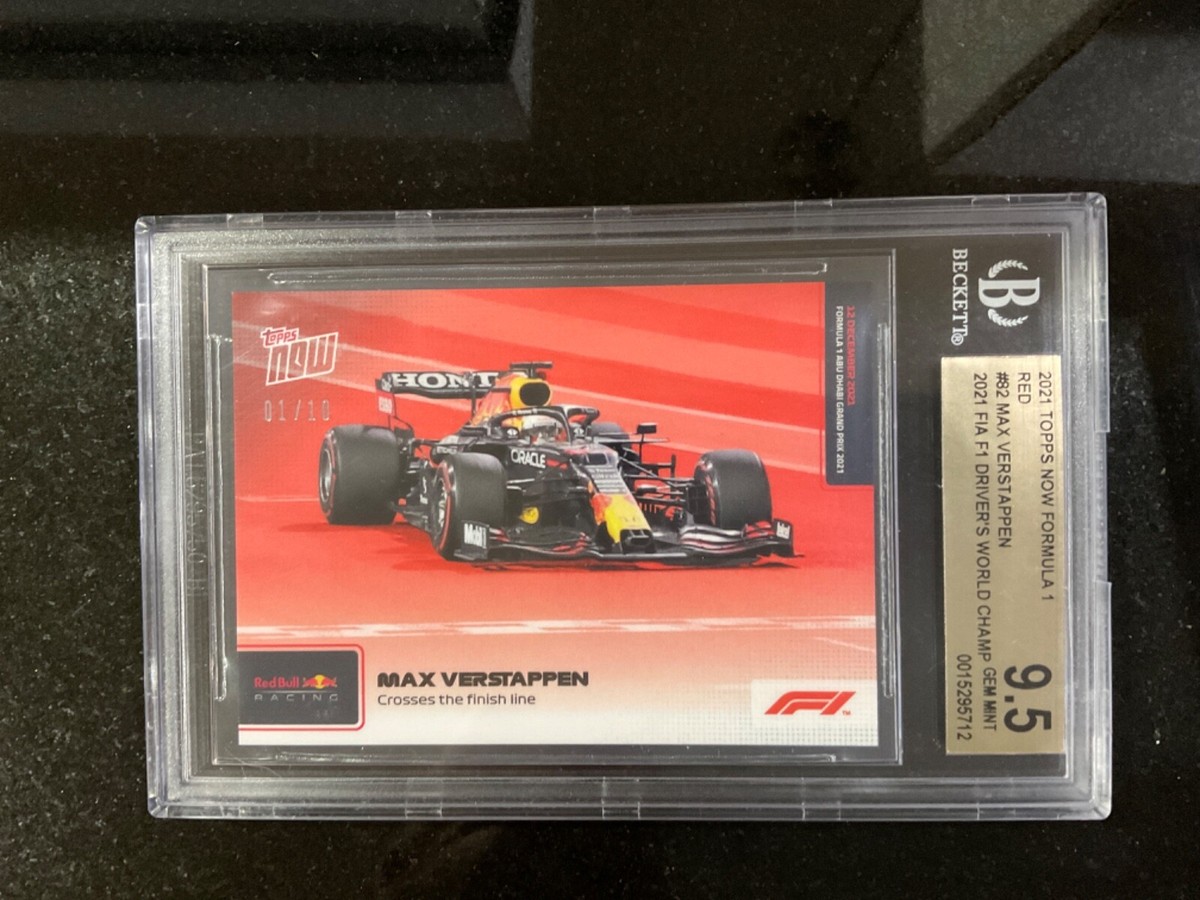 BECKETT®
2021 TOPPS NOW FORMULA 1
RED
#82 MAX VERSTAPPEN
2021 FIA F1 DRIVER'S WORLD CHAMP
9.5
GEM MINT
0015295712
topps
NOW
01/10
12 DECEMBER 2021
FORMULA 1 ABU DHABI GRAND PRIX 2021
HONDA
ORACLE
Mobil
Red Bull
RACING
MAX VERSTAPPEN
Crosses the finish line
F1